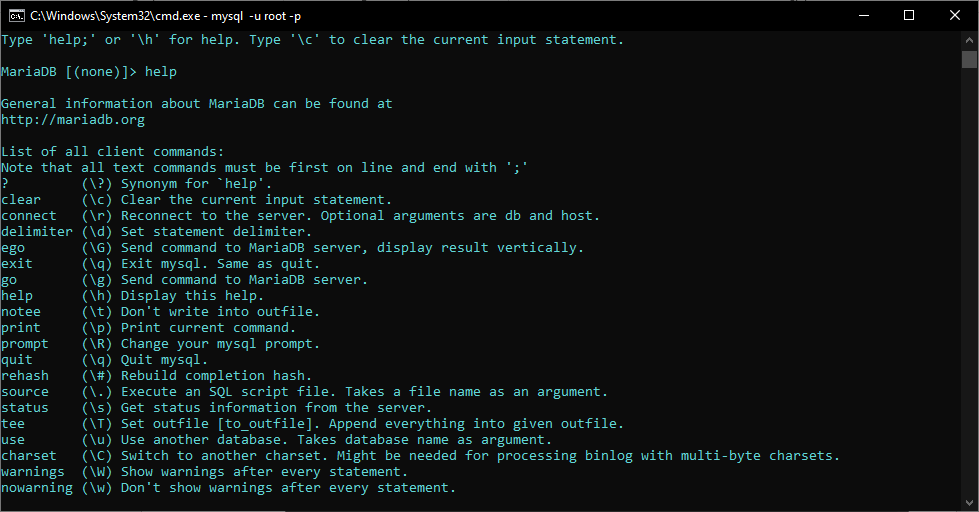 C:\Windows\System32\cmd.exe - mysql  -u root -p
Type 'help;' or '\h' for help. Type '\c' to clear the current input statement.
MariaDB [(none)]> help
General information about MariaDB can be found at
http://mariadb.org
List of all client commands:
Note that all text commands must be first on line and end with ';'
?         (\?) Synonym for `help'.
clear     (\c) Clear the current input statement.
connect   (\r) Reconnect to the server. Optional arguments are db and host.
delimiter (\d) Set statement delimiter.
ego       (\G) Send command to MariaDB server, display result vertically.
exit      (\q) Exit mysql. Same as quit.
go        (\g) Send command to MariaDB server.
help      (\h) Display this help.
notee     (\t) Don't write into outfile.
print     (\p) Print current command.
prompt    (\R) Change your mysql prompt.
quit      (\q) Quit mysql.
rehash    (\#) Rebuild completion hash.
source    (\.) Execute an SQL script file. Takes a file name as an argument.
status    (\s) Get status information from the server.
tee       (\T) Set outfile [to_outfile]. Append everything into given outfile.
use       (\u) Use another database. Takes database name as argument.
charset   (\C) Switch to another charset. Might be needed for processing binlog with multi-byte charsets.
warnings  (\W) Show warnings after every statement.
nowarning (\w) Don't show warnings after every statement.